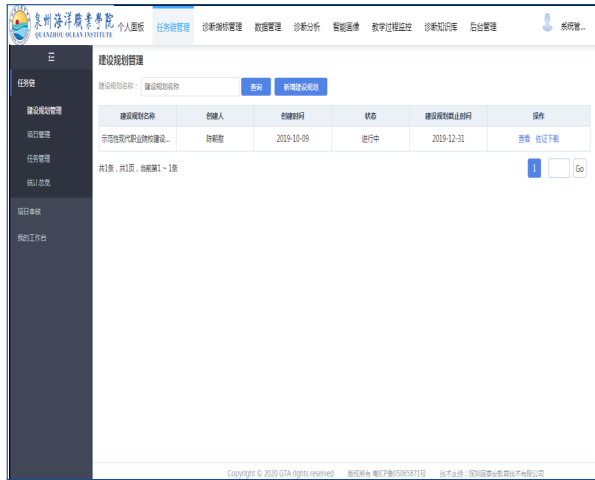 泉州海洋職業学院
QUANZHOU OCEAN INSTITUTE
个人面板 任务链管理 诊断指标管理 数据管理 诊断分析 智能画像 教学过程监控 诊断知识库 后台管理 系统管...
任务链
建设规划管理
项目管理
任务管理
统计总览
项目审核
我的工作台
建设规划管理
建设规划名称： 建设规划名称 查询 新增建设规划
建设规划名称 创建人 创建时间 状态 建设规划截止时间 操作
示范性现代职业院校建设... 2019-10-09 进行中 2019-12-31 查看 佐证下载
共1条，共1页，当前第1 ~ 1条 1 Go
Copyright © 2020 GTA rights reserved 版权所有 粤ICP备05065871号 技术支持：深圳国泰安教育技术有限公司